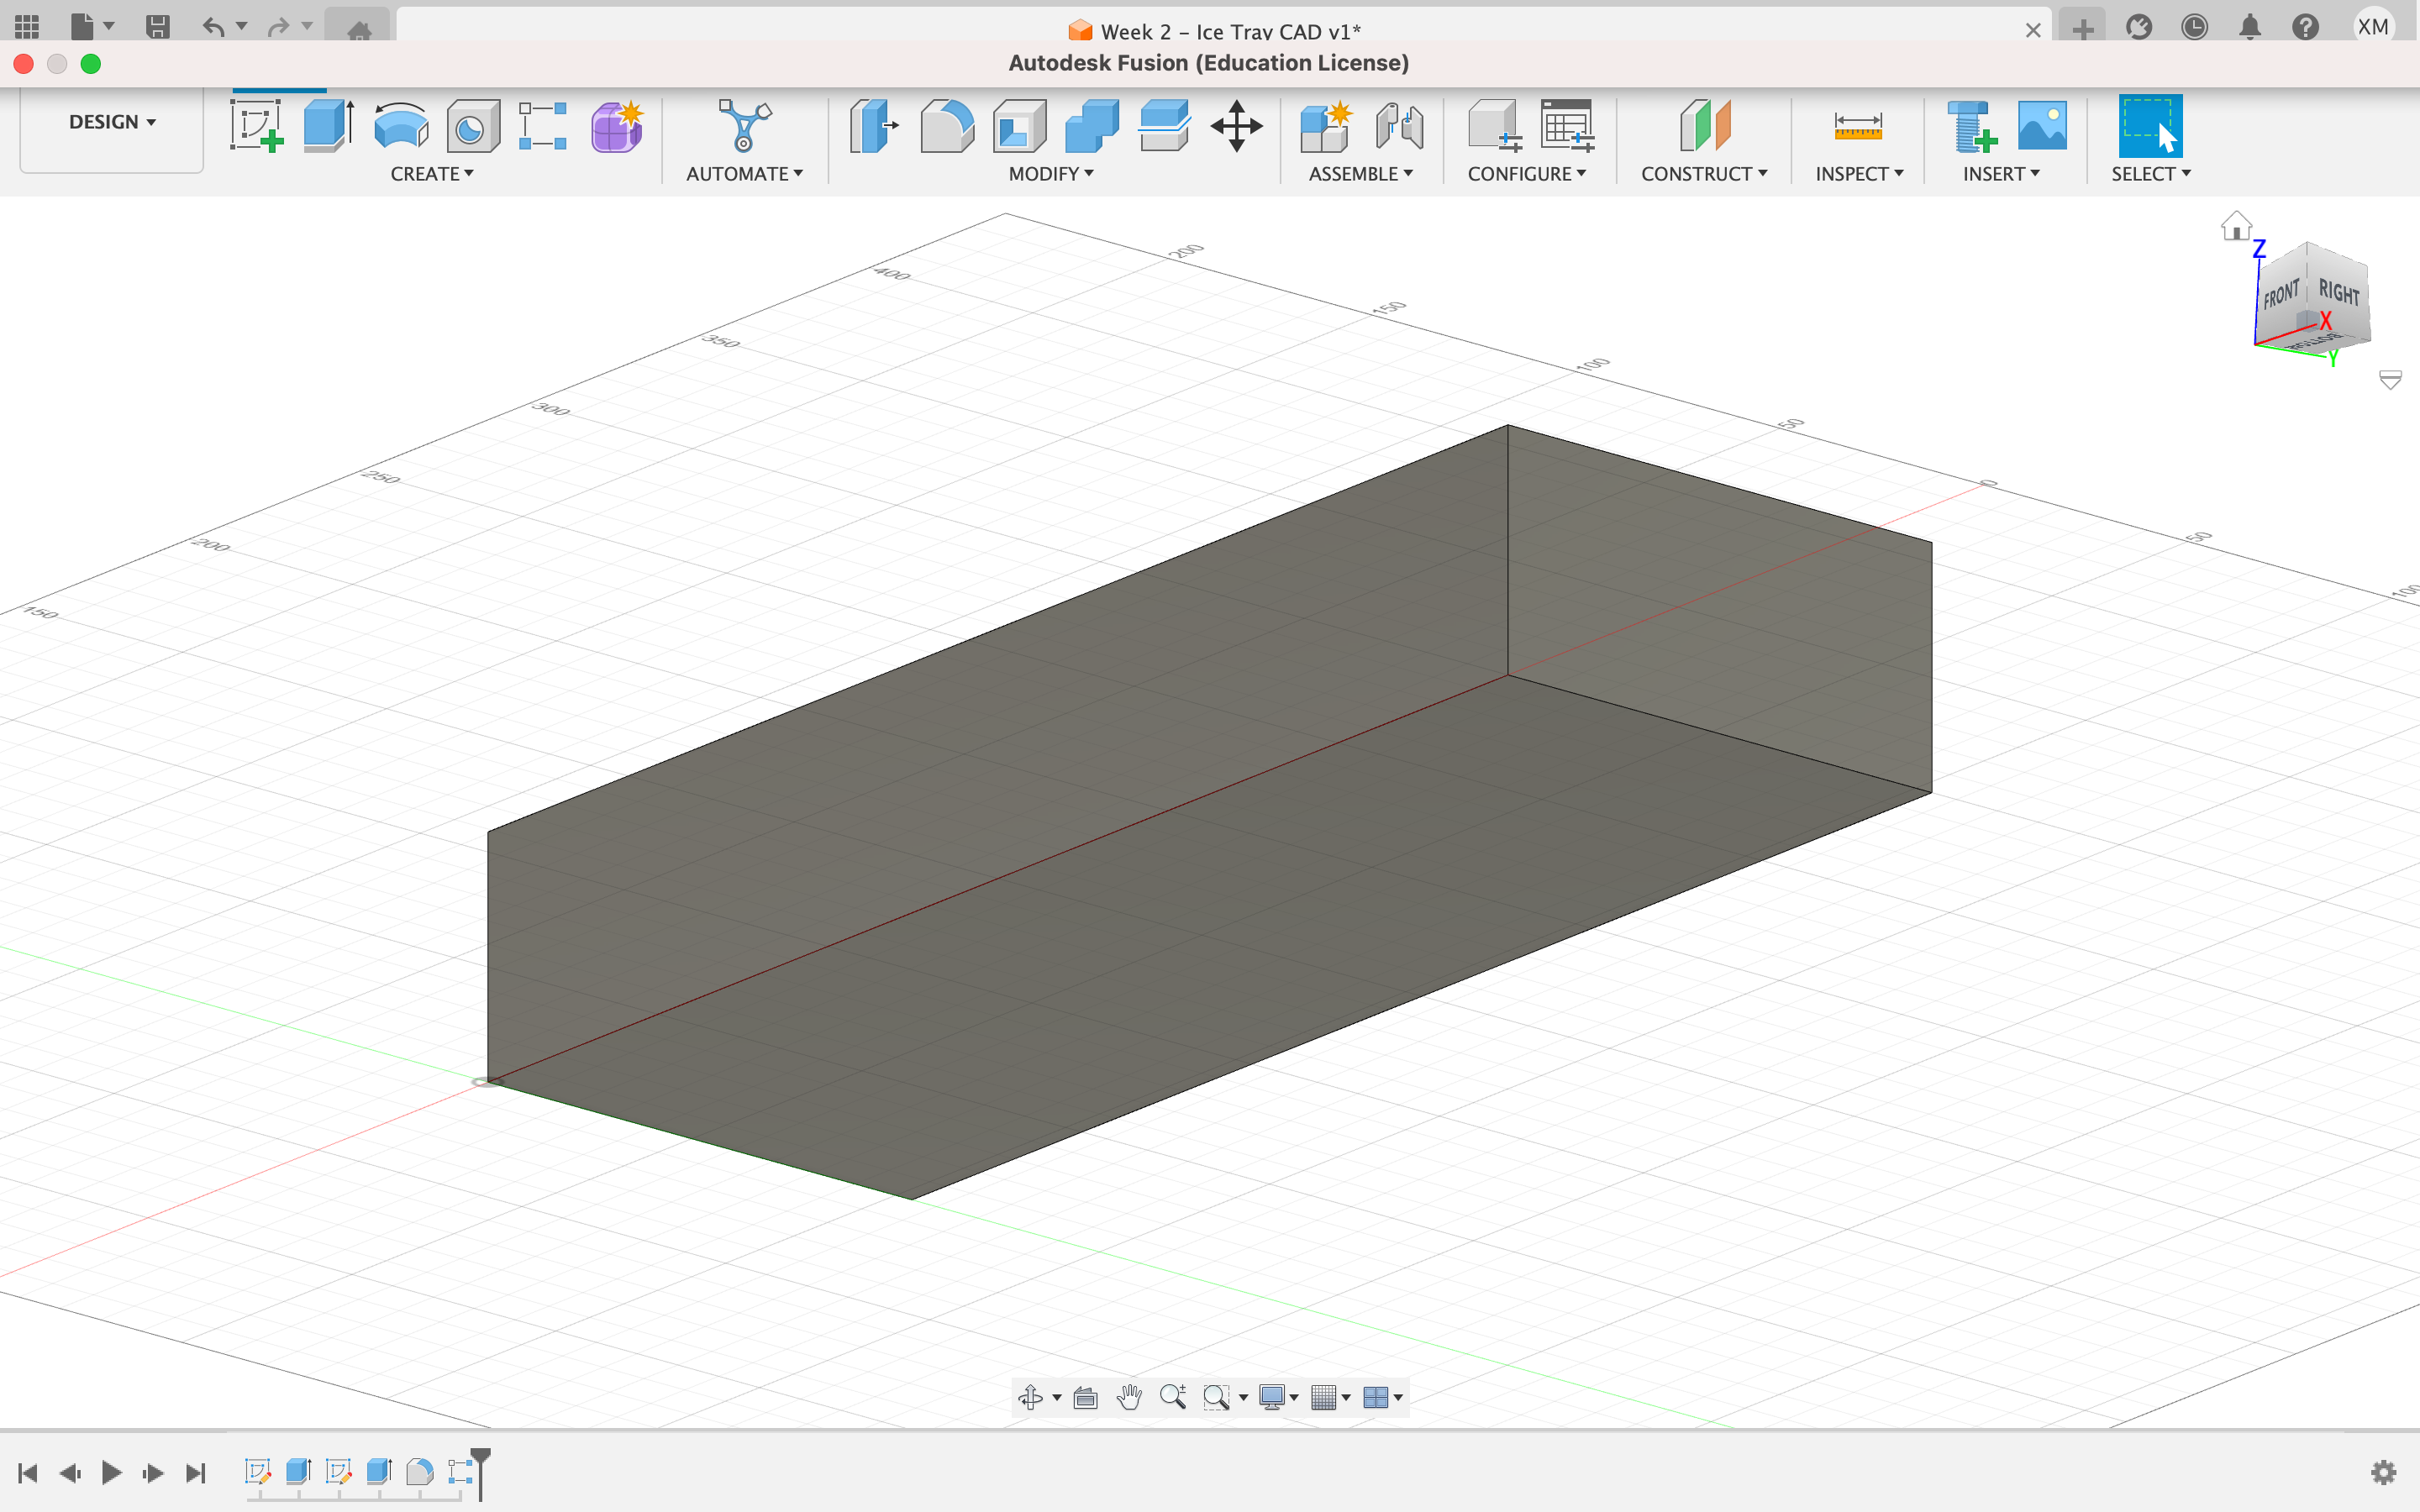 Week 2 - Ice Tray CAD v1*
XM
Autodesk Fusion (Education License)
DESIGN
CREATE
AUTOMATE
MODIFY
ASSEMBLE
CONFIGURE
CONSTRUCT
INSPECT
INSERT
SELECT
200
400
150
350
100
300
50
250
0
200
50
150
100
Z
FRONT
RIGHT
X
BOTTOM
Y